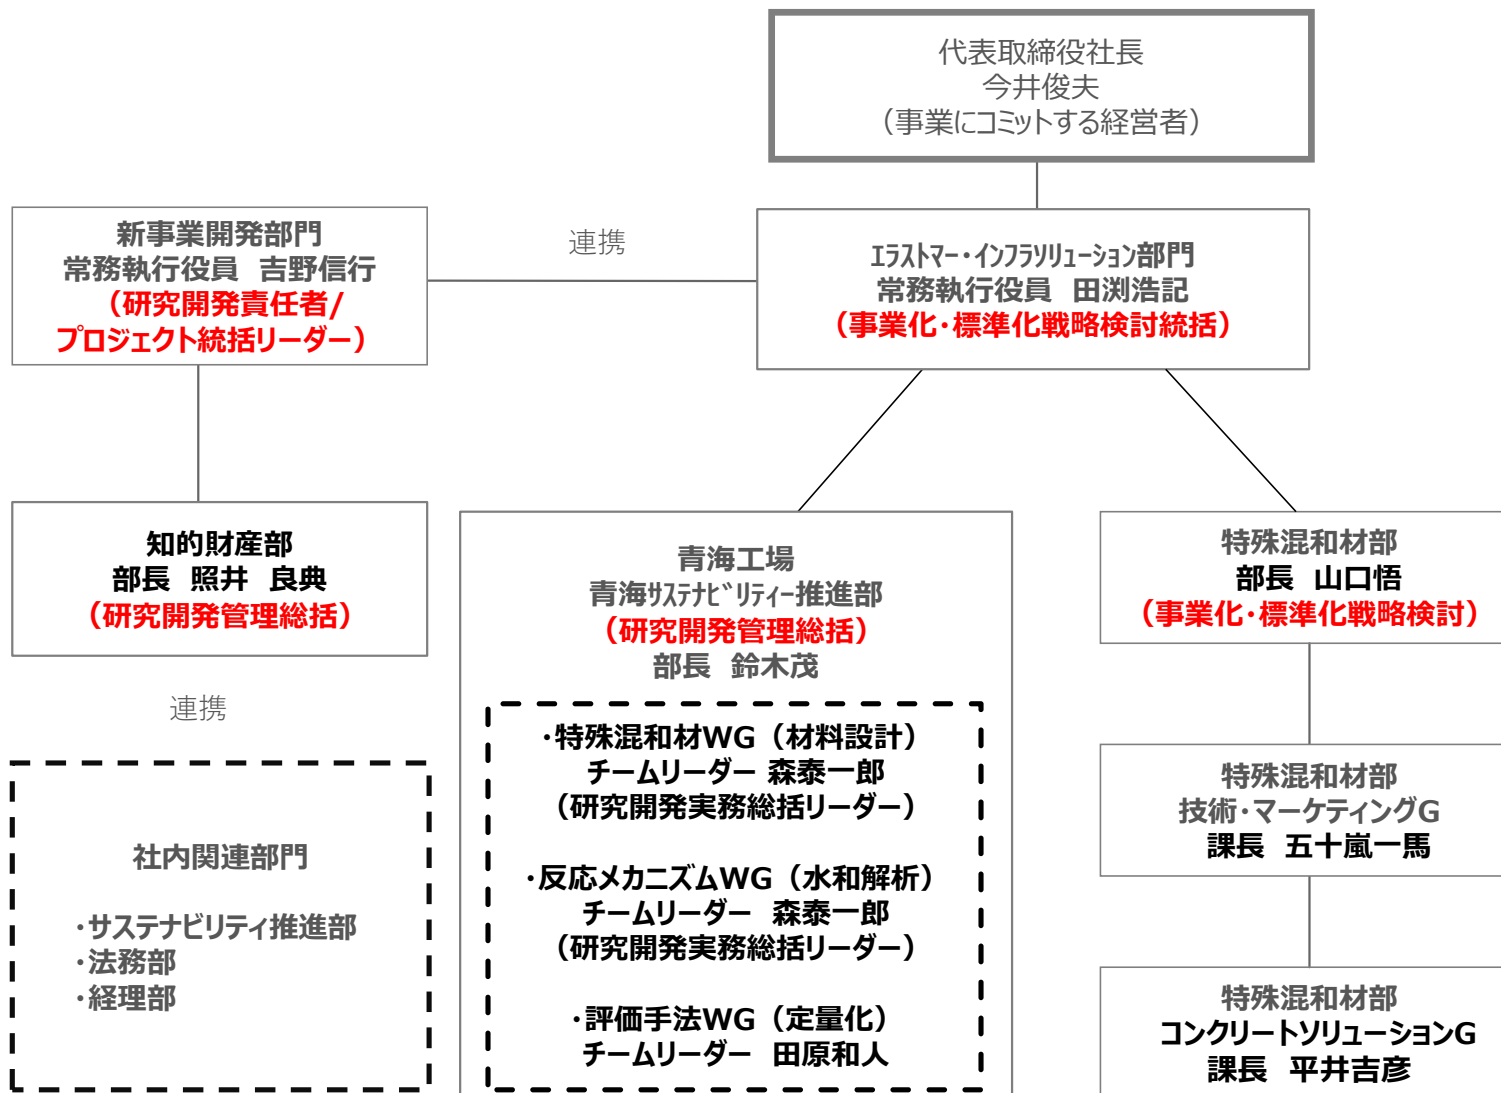 代表取締役社長
今井俊夫
（事業にコミットする経営者）
新事業開発部門
常務執行役員 吉野信行
（研究開発責任者/
プロジェクト統括リーダー）
連携
ｴﾗｽﾄﾏｰ・ｲﾝﾌﾗｿﾘｭｰｼｮﾝ部門
常務執行役員 田渕浩記
（事業化・標準化戦略検討統括）
知的財産部
部長 照井 良典
（研究開発管理総括）
連携
社内関連部門
・サステナビリティ推進部
・法務部
・経理部
青海工場
青海ｻｽﾃﾅﾋﾞﾘﾃｨｰ推進部
（研究開発管理総括）
部長 鈴木茂
・特殊混和材WG（材料設計）
チームリーダー 森泰一郎
（研究開発実務総括リーダー）
・反応メカニズムWG（水和解析）
チームリーダー 森泰一郎
（研究開発実務総括リーダー）
・評価手法WG（定量化）
チームリーダー 田原和人
特殊混和材部
部長 山口悟
（事業化・標準化戦略検討）
特殊混和材部
技術・マーケティングG
課長 五十嵐一馬
特殊混和材部
コンクリートソリューションG
課長 平井吉彦